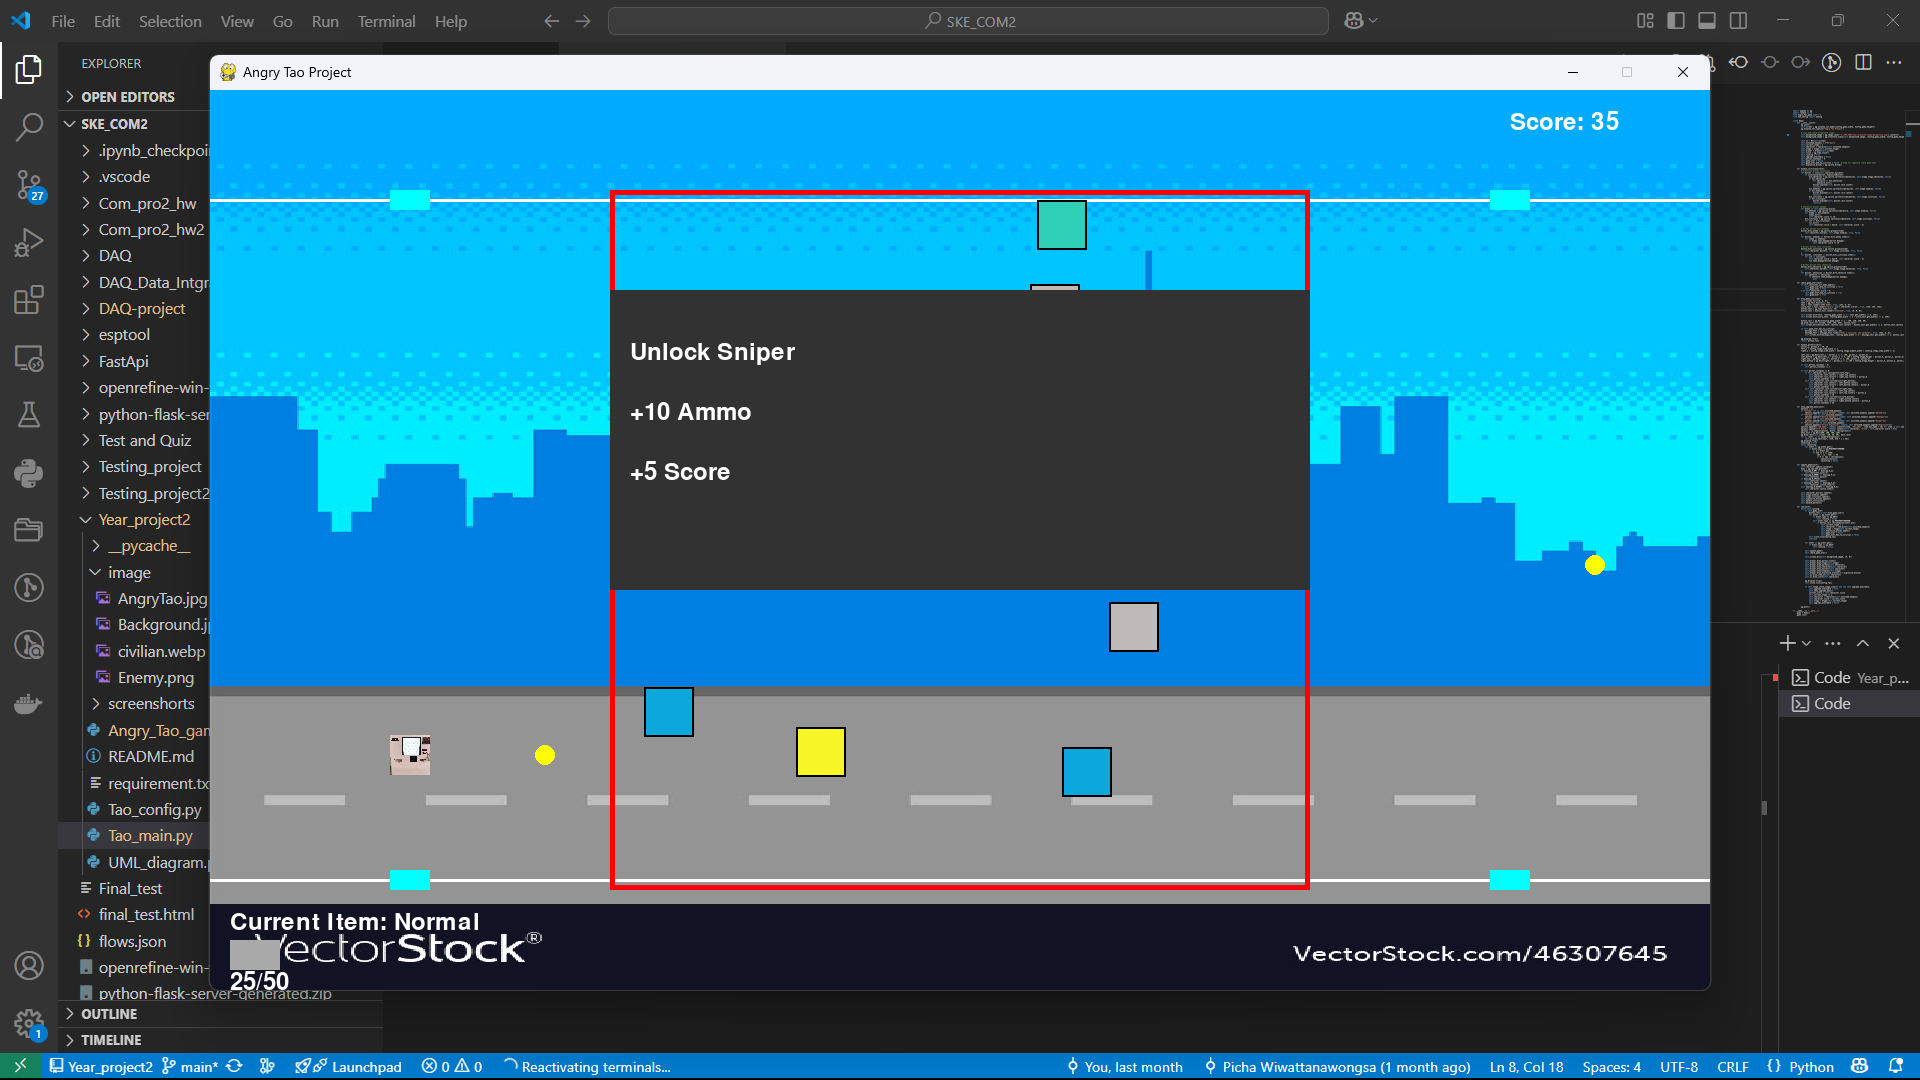 File Edit Selection View Go Run Terminal Help
SKE_COM2
EXPLORER
OPEN EDITORS
SKE_COM2
.ipynb_checkpoi
.vscode
Com_pro2_hw
Com_pro2_hw2
DAQ
DAQ_Data_Intgr
DAQ-project
esptool
FastApi
openrefine-win-
python-flask-ser
Test and Quiz
Testing_project
Testing_project2
Year_project2
__pycache__
image
AngryTao.jpg
Background.j
civilian.webp
Enemy.png
screenshorts
Angry_Tao_gar
README.md
requirement.tx
Tao_config.py
Tao_main.py
UML_diagram.p
Final_test
final_test.html
flows.json
openrefine-win-
python-flask-server-generated.zip
OUTLINE
TIMELINE
27
1
Angry Tao Project
Score: 35
Unlock Sniper
+10 Ammo
+5 Score
Current Item: Normal
VectorStock®
VectorStock.com/46307645
25/50
Code Year_p...
Code
Year_project2 main* Launchpad 0 0 Reactivating terminals... You, last month Picha Wiwattanawongsa (1 month ago) Ln 8, Col 18 Spaces: 4 UTF-8 CRLF {} Python